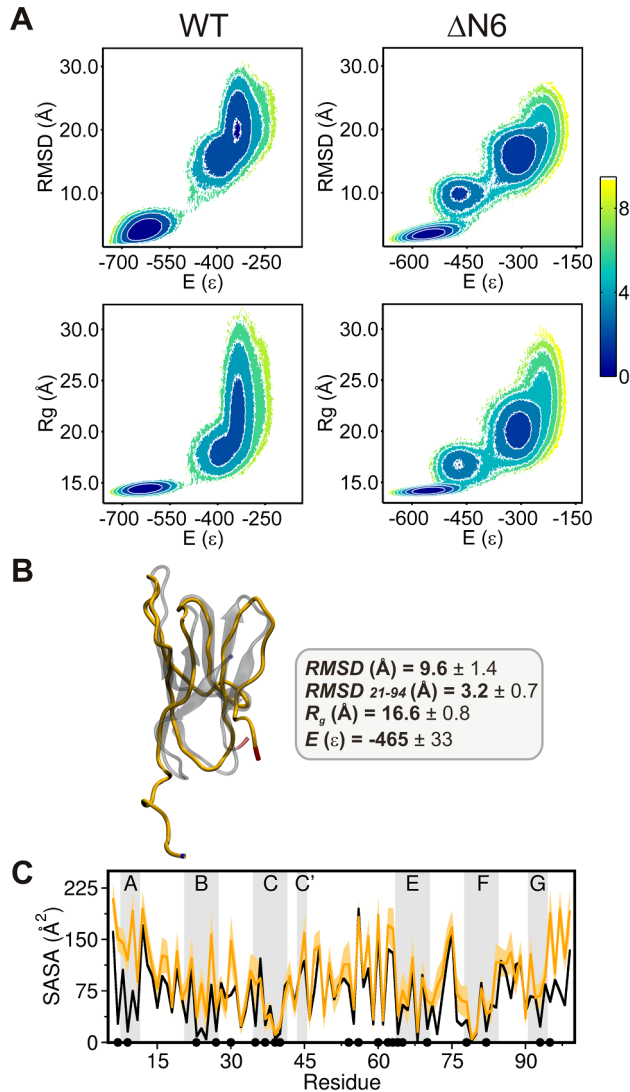 A
WT
ΔN6
RMSD (Å)
30.0
20.0
10.0
-700 -550 -400 -250
E (ε)
RMSD (Å)
30.0
20.0
10.0
-600 -450 -300 -150
E (ε)
8
4
0
Rg (Å)
30.0
25.0
20.0
15.0
-700 -550 -400 -250
E (ε)
Rg (Å)
30.0
25.0
20.0
15.0
-600 -450 -300 -150
E (ε)
B
RMSD (Å) = 9.6 ± 1.4
RMSD 21-94 (Å) = 3.2 ± 0.7
Rg (Å) = 16.6 ± 0.8
E (ε) = -465 ± 33
C
A B C C' E F G
SASA (Å²)
225
150
75
0
15 30 45 60 75 90
Residue